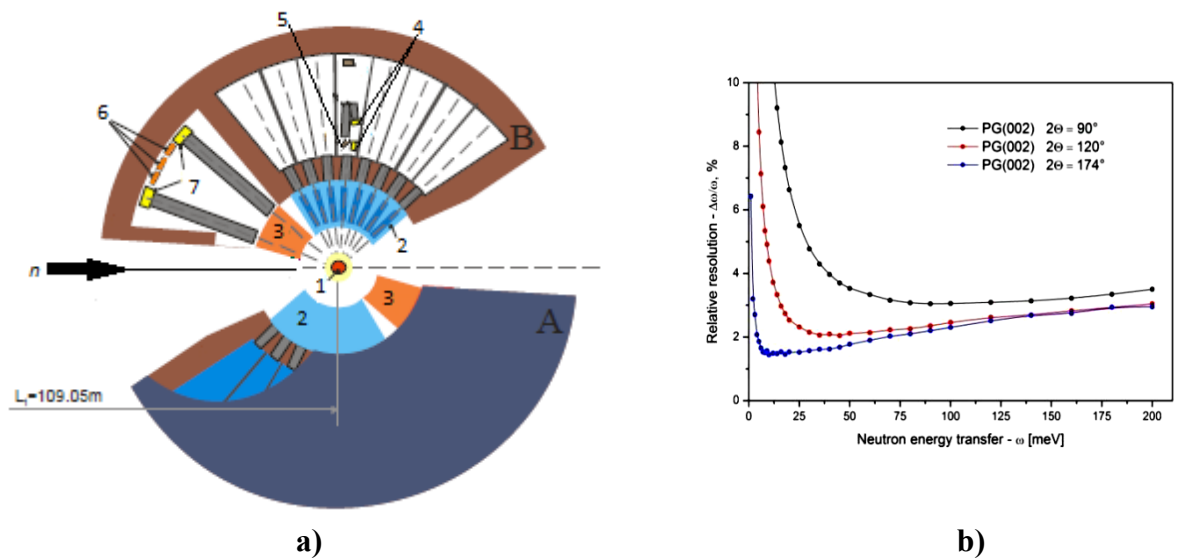 5
4
6
B
7
3
2
n
1
3
2
A
L₁=109.05m
a)
10
8
6
4
2
0
Relative resolution - Δω/ω, %
PG(002) 2Θ = 90°
PG(002) 2Θ = 120°
PG(002) 2Θ = 174°
0 25 50 75 100 125 150 175 200
Neutron energy transfer - ω [meV]
b)